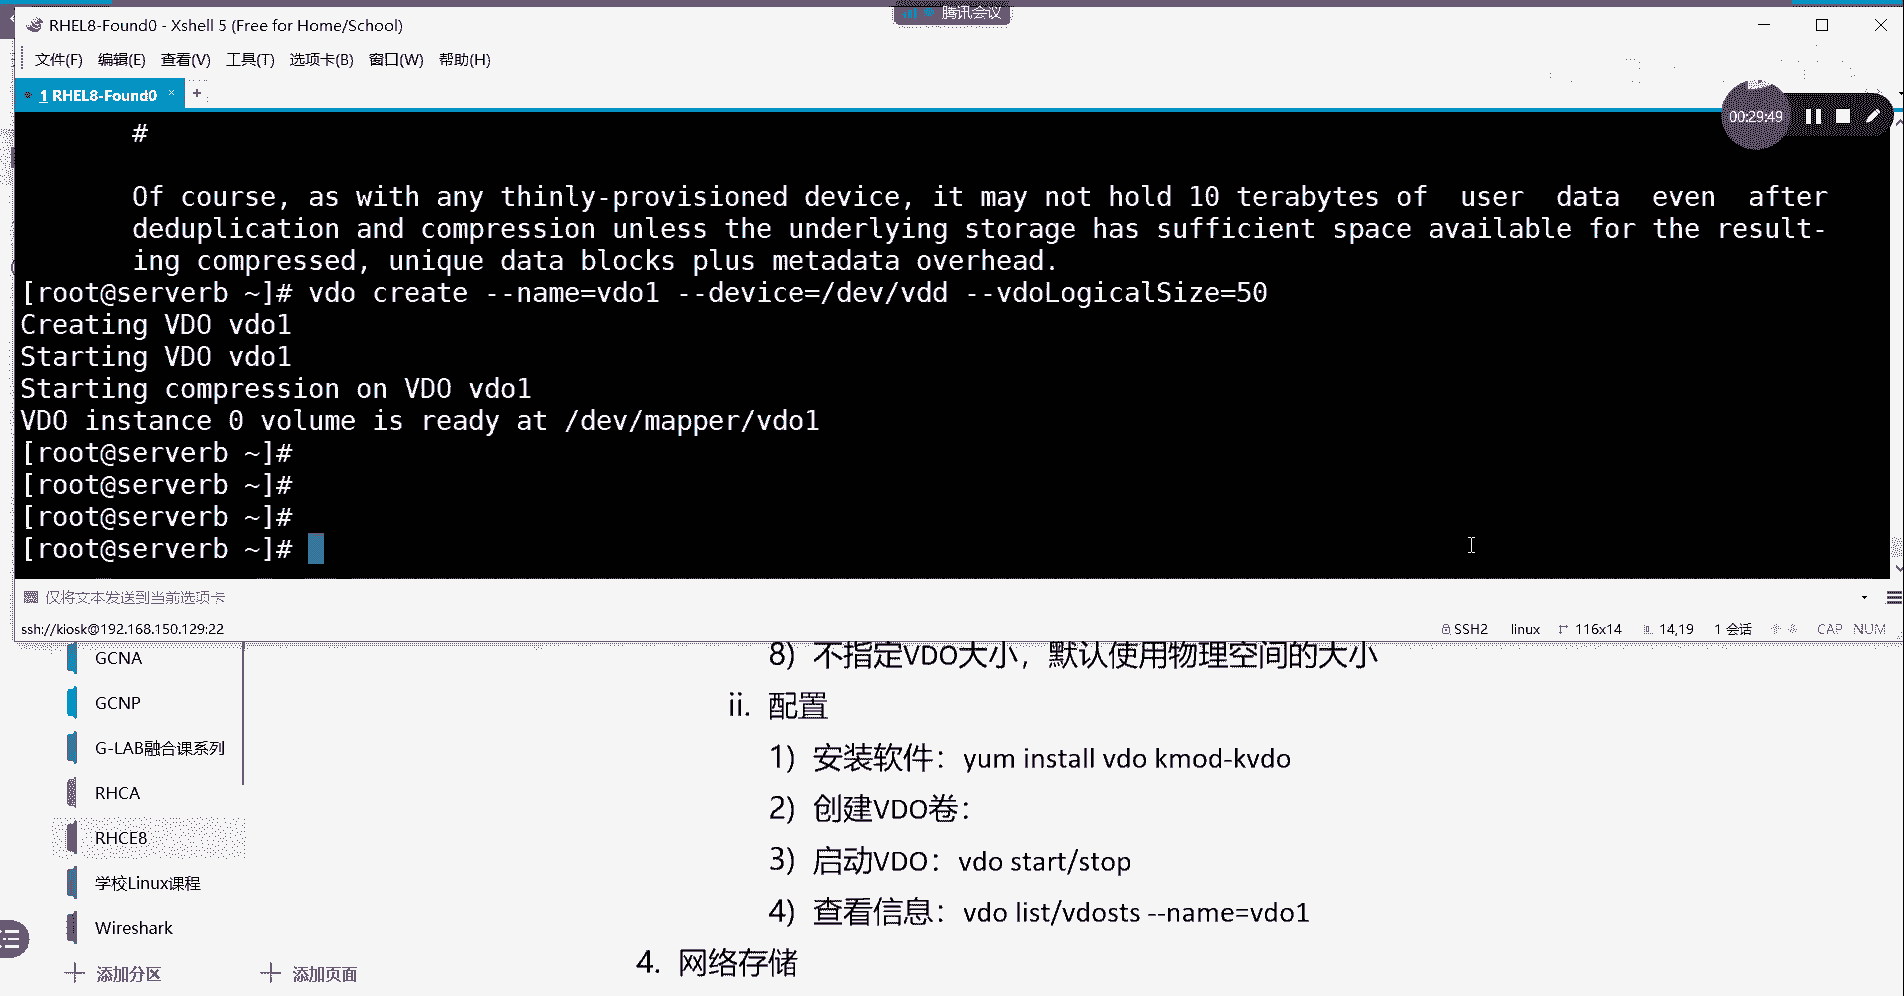 腾讯会议
RHEL8-Found0 - Xshell 5 (Free for Home/School)
文件(F) 编辑(E) 查看(V) 工具(T) 选项卡(B) 窗口(W) 帮助(H)
1 RHEL8-Found0 × +
00:29:49
#
Of course, as with any thinly-provisioned device, it may not hold 10 terabytes of user data even after
deduplication and compression unless the underlying storage has sufficient space available for the result-
ing compressed, unique data blocks plus metadata overhead.
[root@serverb ~]# vdo create --name=vdo1 --device=/dev/vdd --vdoLogicalSize=50
Creating VDO vdo1
Starting VDO vdo1
Starting compression on VDO vdo1
VDO instance 0 volume is ready at /dev/mapper/vdo1
[root@serverb ~]#
[root@serverb ~]#
[root@serverb ~]#
[root@serverb ~]#
仅将文本发送到当前选项卡
ssh://kiosk@192.168.150.129:22 SSH2 linux 116x14 14,19 1 会话 CAP NUM
GCNA
GCNP
G-LAB融合课系列
RHCA
RHCE8
学校Linux课程
Wireshark
添加分区 添加页面
8) 不指定VDO大小，默认使用物理空间的大小
ii. 配置
1) 安装软件：yum install vdo kmod-kvdo
2) 创建VDO卷：
3) 启动VDO：vdo start/stop
4) 查看信息：vdo list/vdosts --name=vdo1
4. 网络存储